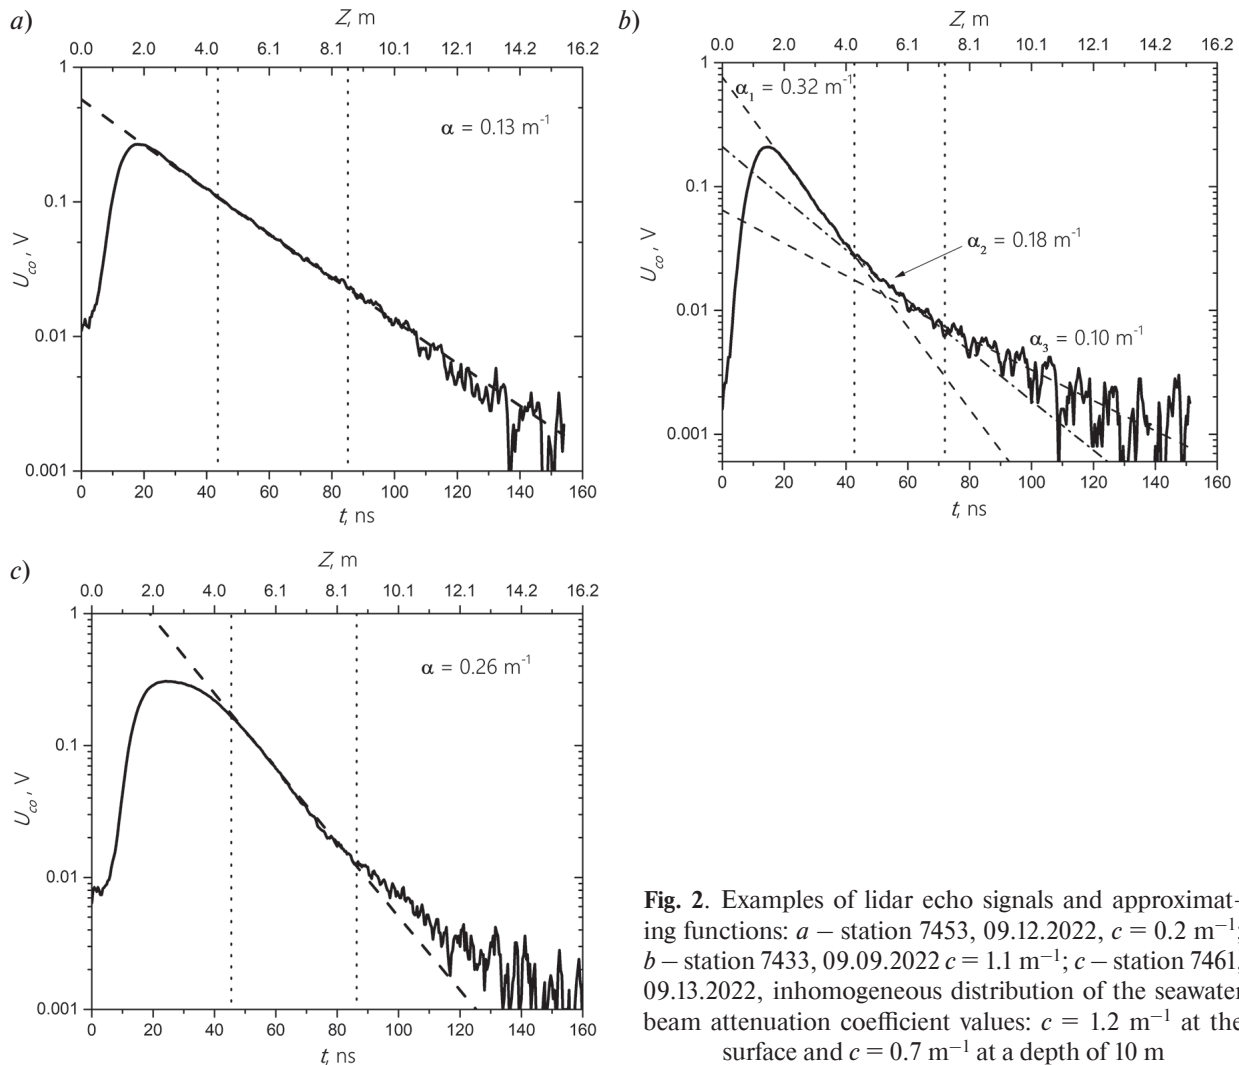 a)
Z, m
0.0 2.0 4.0 6.1 8.1 10.1 12.1 14.2 16.2
1
0.1
0.01
0.001
U_co, V
α = 0.13 m⁻¹
0 20 40 60 80 100 120 140 160
t, ns
b)
Z, m
0.0 2.0 4.0 6.1 8.1 10.1 12.1 14.2 16.2
1
0.1
0.01
0.001
U_co, V
α₁ = 0.32 m⁻¹
α₂ = 0.18 m⁻¹
α₃ = 0.10 m⁻¹
0 20 40 60 80 100 120 140 160
t, ns
c)
Z, m
0.0 2.0 4.0 6.1 8.1 10.1 12.1 14.2 16.2
1
0.1
0.01
0.001
U_co, V
α = 0.26 m⁻¹
0 20 40 60 80 100 120 140 160
t, ns
Fig. 2. Examples of lidar echo signals and approximat-
ing functions: a – station 7453, 09.12.2022, c = 0.2 m⁻¹;
b – station 7433, 09.09.2022 c = 1.1 m⁻¹; c – station 7461,
09.13.2022, inhomogeneous distribution of the seawater
beam attenuation coefficient values: c = 1.2 m⁻¹ at the
surface and c = 0.7 m⁻¹ at a depth of 10 m